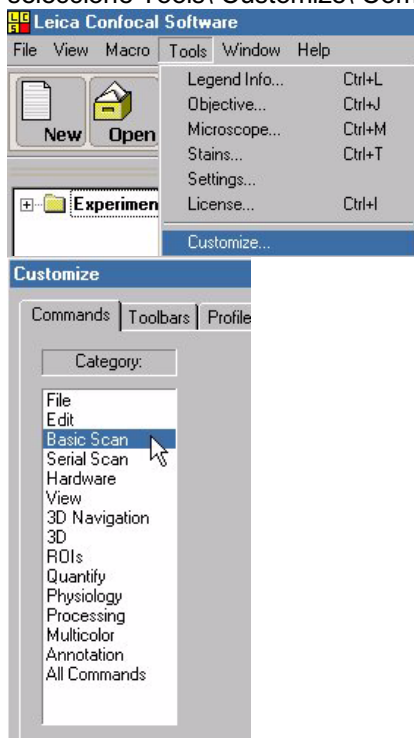 Leica Confocal Software
File View Macro Tools Window Help
New Open
Legend Info... Ctrl+L
Objective... Ctrl+J
Microscope... Ctrl+M
Stains... Ctrl+T
Settings...
License... Ctrl+I
Customize...
Experimen
Customize
Commands Toolbars Profile
Category:
File
Edit
Basic Scan
Serial Scan
Hardware
View
3D Navigation
3D
ROIs
Quantify
Physiology
Processing
Multicolor
Annotation
All Commands